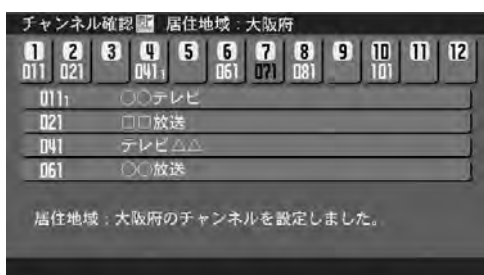 チャンネル確認 居住地域：大阪府
1 2 3 4 5 6 7 8 9 10 11 12
011 021 041₁ 061 071 081 101
011₁ ○○テレビ
021 □□放送
041 テレビ△△
061 ○○放送
居住地域：大阪府のチャンネルを設定しました。